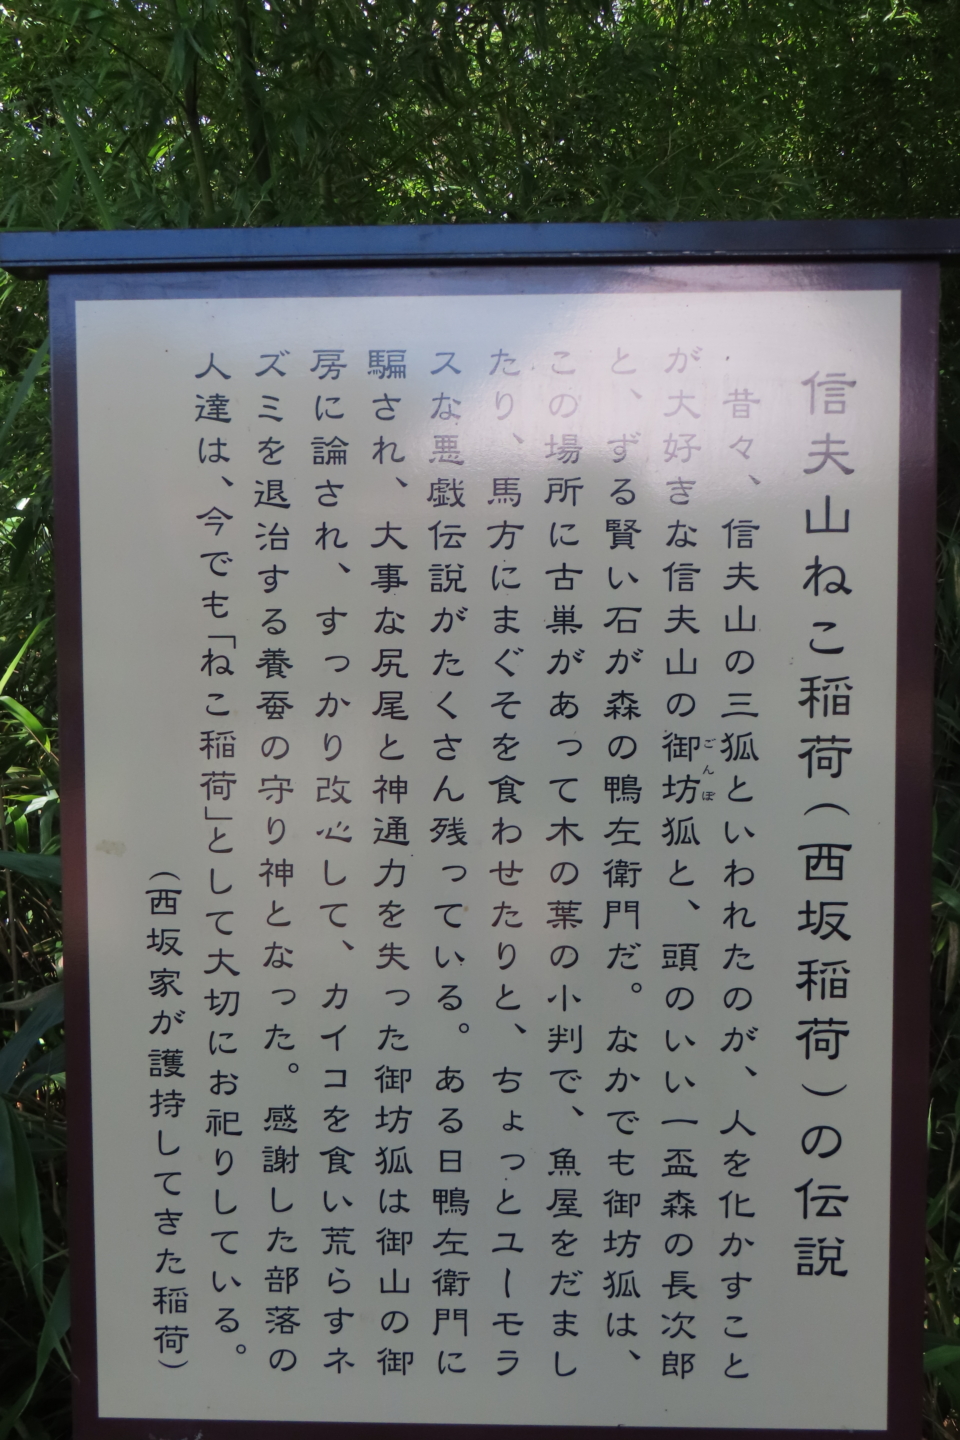 信夫山ねこ稲荷（西坂稲荷）の伝説
昔々、信夫山の三狐といわれたのが、人を化かすこと
が大好きな信夫山の御坊狐と、頭のいい一盃森の長次郎
ごんぼ
と、ずる賢い石が森の鴨左衛門だ。なかでも御坊狐は、
この場所に古巣があって木の葉の小判で、魚屋をだまし
たり、馬方にまぐそを食わせたりと、ちょっとユーモラ
スな悪戯伝説がたくさん残っている。ある日鴨左衛門に
騙され、大事な尻尾と神通力を失った御坊狐は御山の御
房に論され、すっかり改心して、カイコを食い荒らすネ
ズミを退治する養蚕の守り神となった。感謝した部落の
人達は、今でも「ねこ稲荷」として大切にお祀りしている。
（西坂家が護持してきた稲荷）